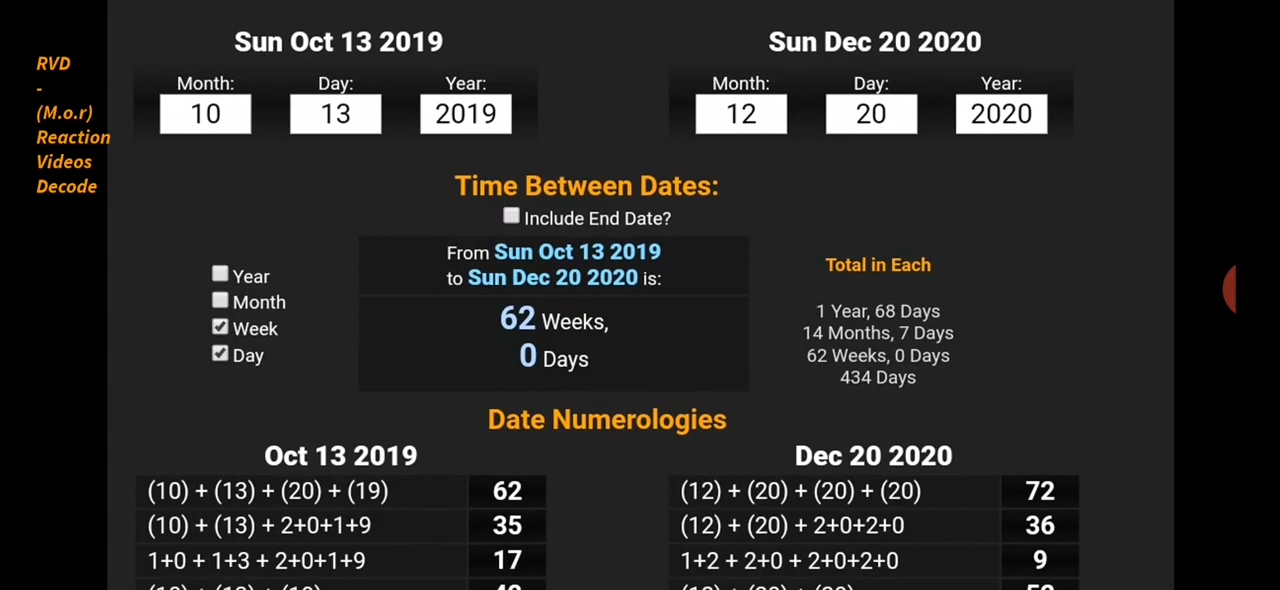 RVD
-
(M.o.r)
Reaction
Videos
Decode
Sun Oct 13 2019
Month: Day: Year:
10 13 2019
Sun Dec 20 2020
Month: Day: Year:
12 20 2020
Time Between Dates:
Include End Date?
Year
Month
Week
Day
From Sun Oct 13 2019
to Sun Dec 20 2020 is:
62 Weeks,
0 Days
Total in Each
1 Year, 68 Days
14 Months, 7 Days
62 Weeks, 0 Days
434 Days
Date Numerologies
Oct 13 2019
(10) + (13) + (20) + (19) 62
(10) + (13) + 2+0+1+9 35
1+0 + 1+3 + 2+0+1+9 17
Dec 20 2020
(12) + (20) + (20) + (20) 72
(12) + (20) + 2+0+2+0 36
1+2 + 2+0 + 2+0+2+0 9